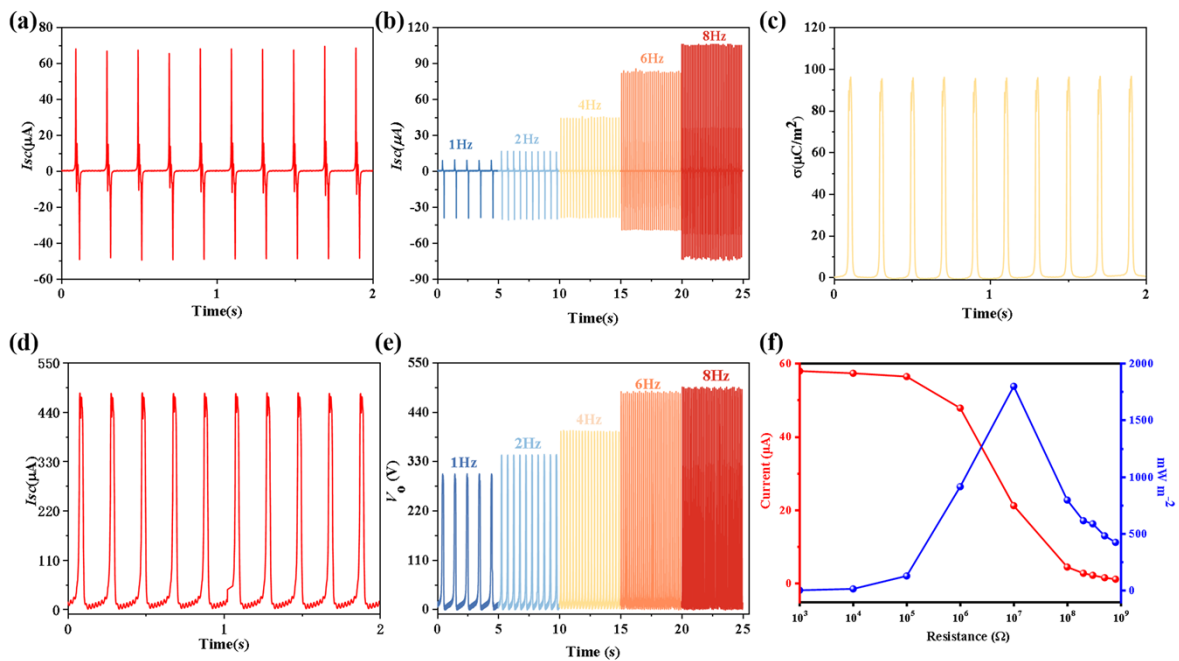 (a)
80
60
40
20
0
-20
-40
-60
Isc(μA)
0
1
2
Time(s)
(b)
120
90
60
30
0
-30
-60
-90
Isc(μA)
1Hz
2Hz
4Hz
6Hz
8Hz
0
5
10
15
20
25
Time(s)
(c)
120
100
80
60
40
20
0
σ(μC/m²)
0
1
2
Time(s)
(d)
550
440
330
220
110
0
Isc(μA)
0
1
2
Time(s)
(e)
550
440
330
220
110
0
Vo (V)
1Hz
2Hz
4Hz
6Hz
8Hz
0
5
10
15
20
25
Time (s)
(f)
60
40
20
0
Current (μA)
2000
1500
1000
500
0
mW m⁻²
10³
10⁴
10⁵
10⁶
10⁷
10⁸
10⁹
Resistance (Ω)